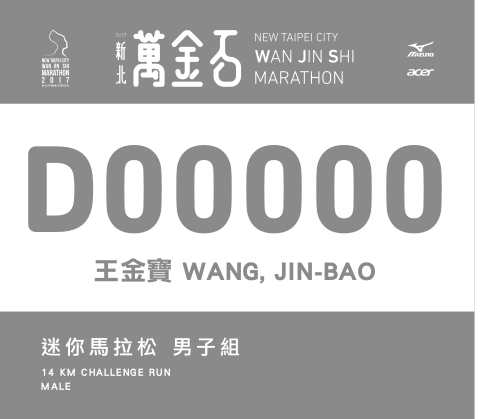 NEW TAIPEI CITY
WAN JIN SHI
MARATHON
2017
2017
新北
萬金石
NEW TAIPEI CITY
WAN JIN SHI
MARATHON
MIZUNO
acer
D00000
王金寶 WANG, JIN-BAO
迷你馬拉松 男子組
14 KM CHALLENGE RUN
MALE